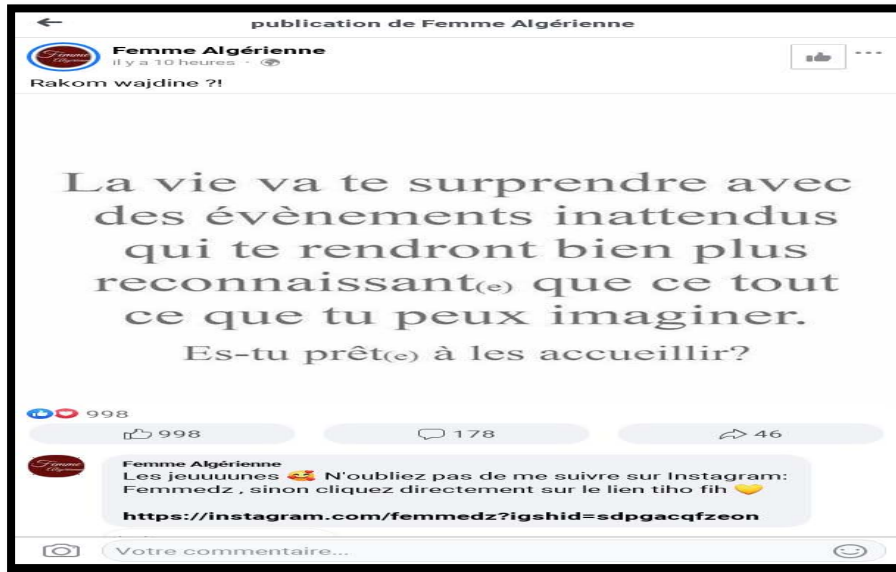 publication de Femme Algérienne
Femme Algérienne
il y a 10 heures ·
Rakom wajdine ?!
La vie va te surprendre avec
des évènements inattendus
qui te rendront bien plus
reconnaissant(e) que ce tout
ce que tu peux imaginer.
Es-tu prêt(e) à les accueillir?
998
998
178
46
Femme Algérienne
Les jeuuuunes 🥰 N'oubliez pas de me suivre sur Instagram:
Femmedz , sinon cliquez directement sur le lien tiho fih 💛
https://instagram.com/femmedz?igshid=sdpgacqfzeon
Votre commentaire...